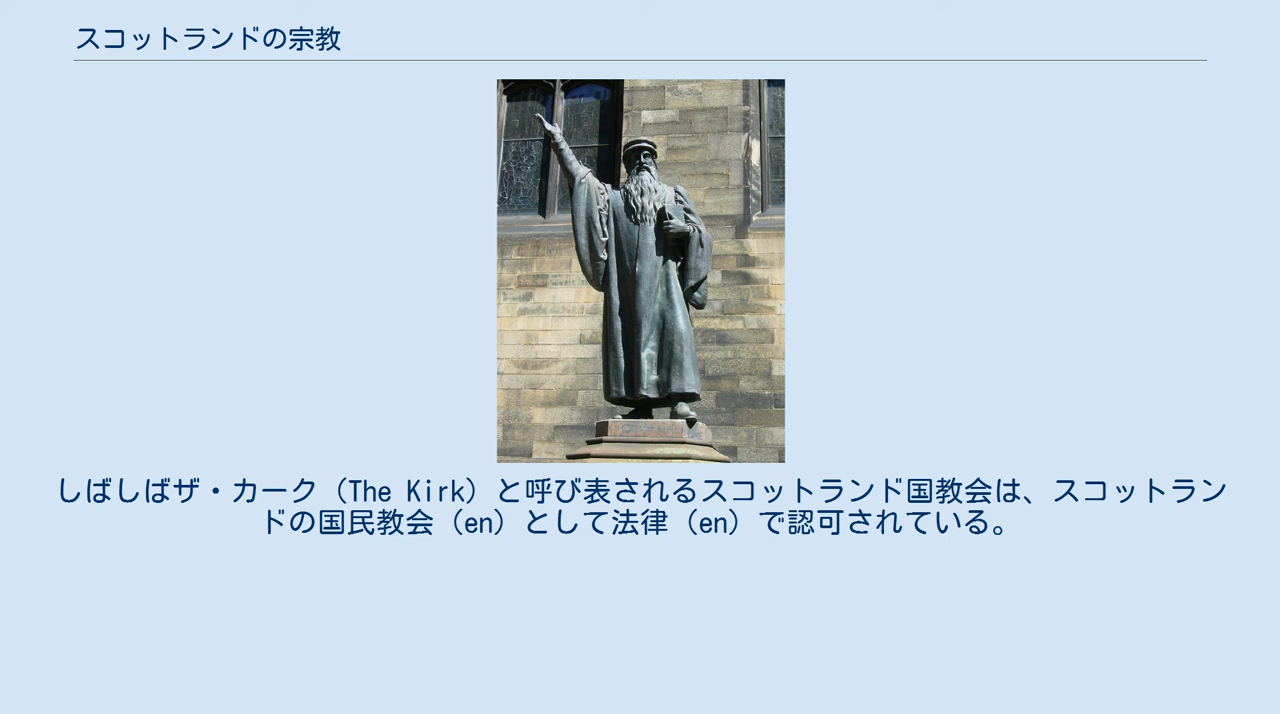 スコットランドの宗教
しばしばザ・カーク（The Kirk）と呼び表されるスコットランド国教会は、スコットラン
ドの国民教会（en）として法律（en）で認可されている。